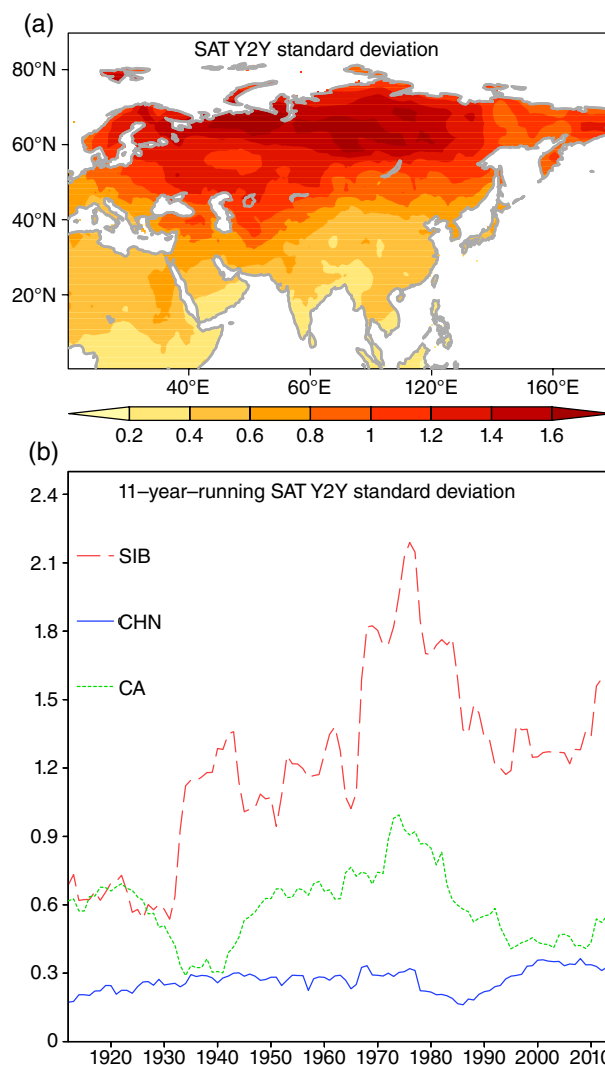 (a)
SAT Y2Y standard deviation
80°N
60°N
40°N
20°N
40°E 60°E 120°E 160°E
0.2 0.4 0.6 0.8 1 1.2 1.4 1.6
(b)
11–year–running SAT Y2Y standard deviation
2.4
SIB
2.1
CHN
1.8
CA
1.5
1.2
0.9
0.6
0.3
0
1920 1930 1940 1950 1960 1970 1980 1990 2000 2010